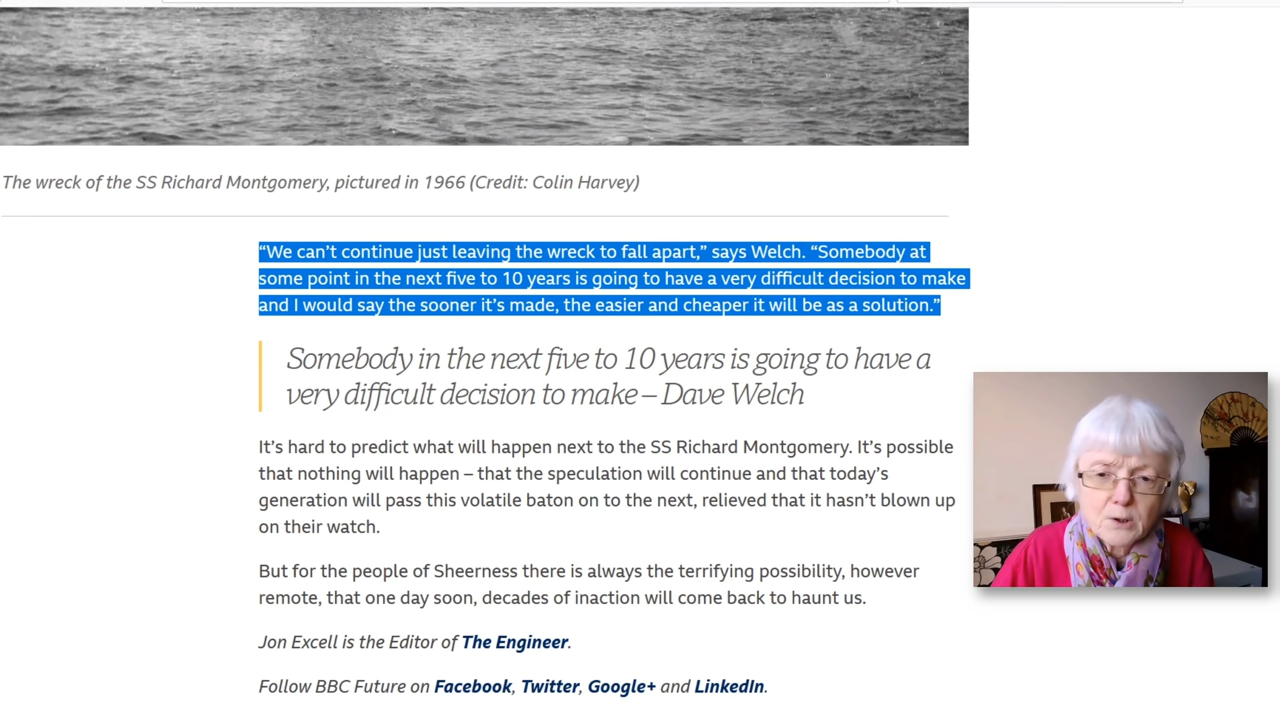 The wreck of the SS Richard Montgomery, pictured in 1966 (Credit: Colin Harvey)
“We can’t continue just leaving the wreck to fall apart,” says Welch. “Somebody at
some point in the next five to 10 years is going to have a very difficult decision to make
and I would say the sooner it’s made, the easier and cheaper it will be as a solution.”
Somebody in the next five to 10 years is going to have a
very difficult decision to make – Dave Welch
It’s hard to predict what will happen next to the SS Richard Montgomery. It’s possible
that nothing will happen – that the speculation will continue and that today’s
generation will pass this volatile baton on to the next, relieved that it hasn’t blown up
on their watch.
But for the people of Sheerness there is always the terrifying possibility, however
remote, that one day soon, decades of inaction will come back to haunt us.
Jon Excell is the Editor of The Engineer.
Follow BBC Future on Facebook, Twitter, Google+ and LinkedIn.